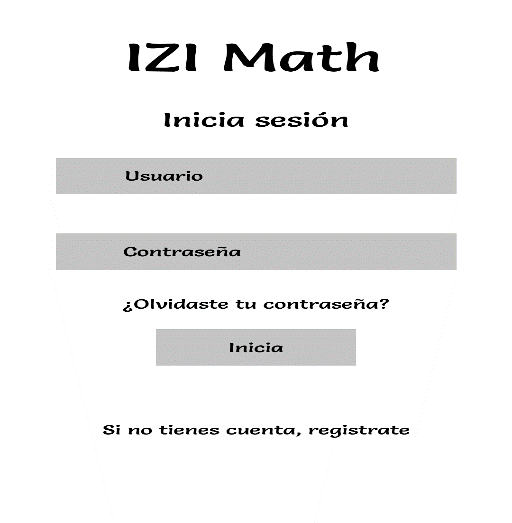 IZI Math
Inicia sesión
Usuario
Contraseña
¿Olvidaste tu contraseña?
Inicia
Si no tienes cuenta, registrate